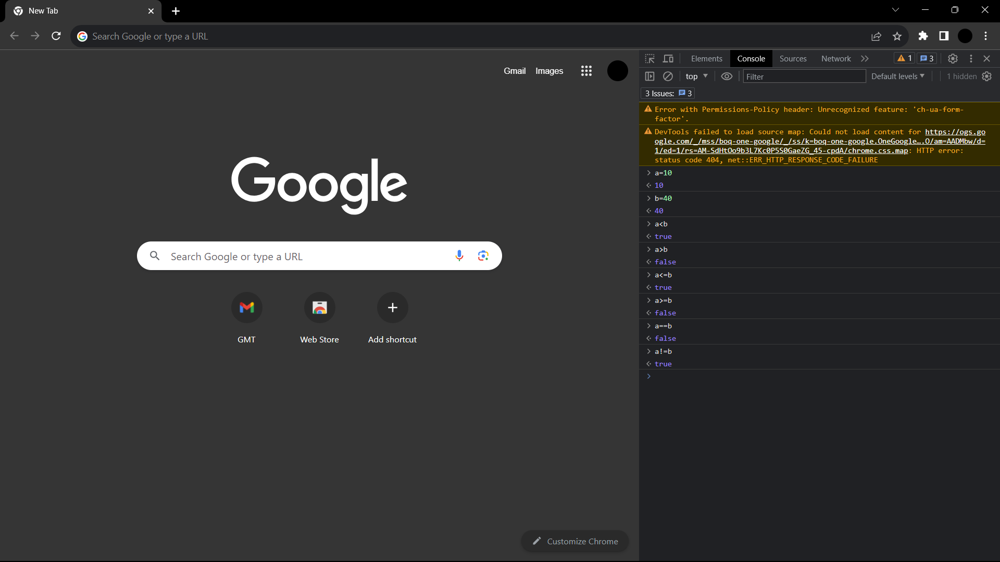 New Tab
Search Google or type a URL
Gmail Images
Google
Search Google or type a URL
GMT
Web Store
Add shortcut
Customize Chrome
Elements Console Sources Network 1 3
top Filter Default levels 1 hidden
3 Issues: 3
Error with Permissions-Policy header: Unrecognized feature: 'ch-ua-form-
factor'.
DevTools failed to load source map: Could not load content for https://ogs.go
ogle.com/_/mss/boq-one-google/_/ss/k=boq-one-google.OneGoogle….O/am=AADMbw/d=
1/ed=1/rs=AM-SdHtOo9b3L7Kc0P5S0GaeZG_45-cpdA/chrome.css.map: HTTP error:
status code 404, net::ERR_HTTP_RESPONSE_CODE_FAILURE
a=10
10
b=40
40
a<b
true
a>b
false
a<=b
true
a>=b
false
a==b
false
a!=b
true